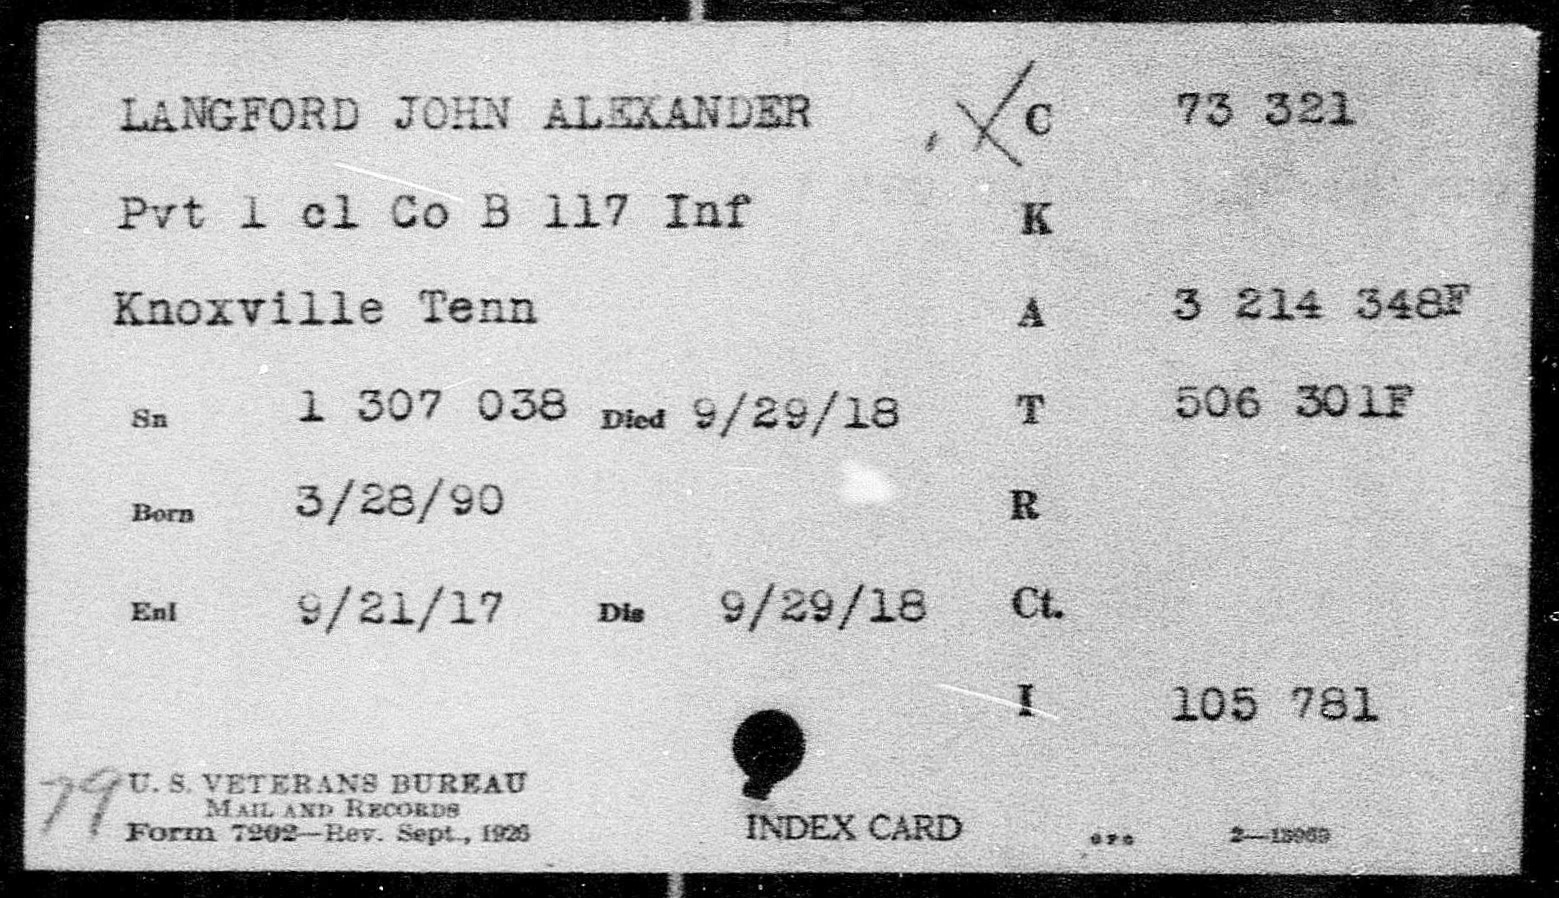 LANGFORD JOHN ALEXANDER C 73 321
Pvt 1 cl Co B 117 Inf K
Knoxville Tenn A 3 214 348F
Sn 1 307 038 Died 9/29/18 T 506 301F
Born 3/28/90 R
Enl 9/21/17 Dis 9/29/18 Ct.
I 105 781
79 U. S. VETERANS BUREAU
MAIL AND RECORDS
Form 7202—Rev. Sept., 1926
INDEX CARD GPO